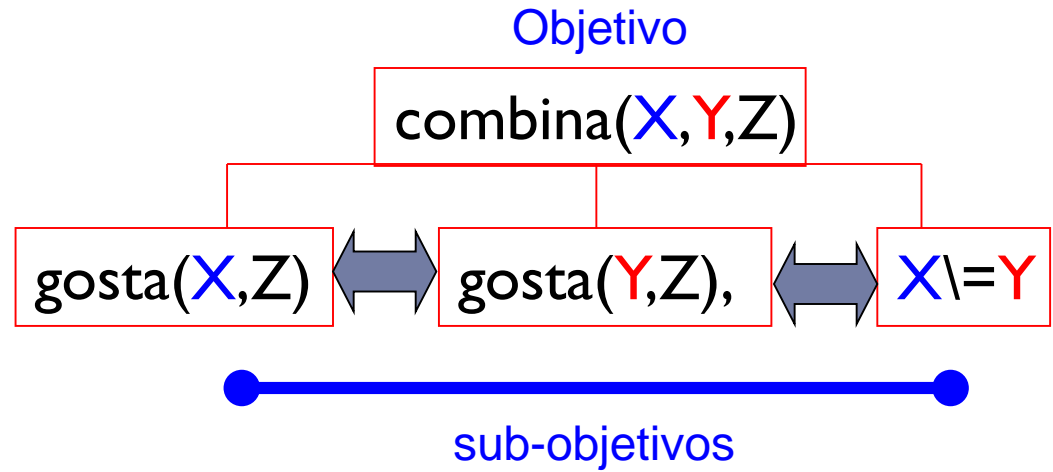 Objetivo
combina(X,Y,Z)
gosta(X,Z)
gosta(Y,Z),
X\=Y
sub-objetivos